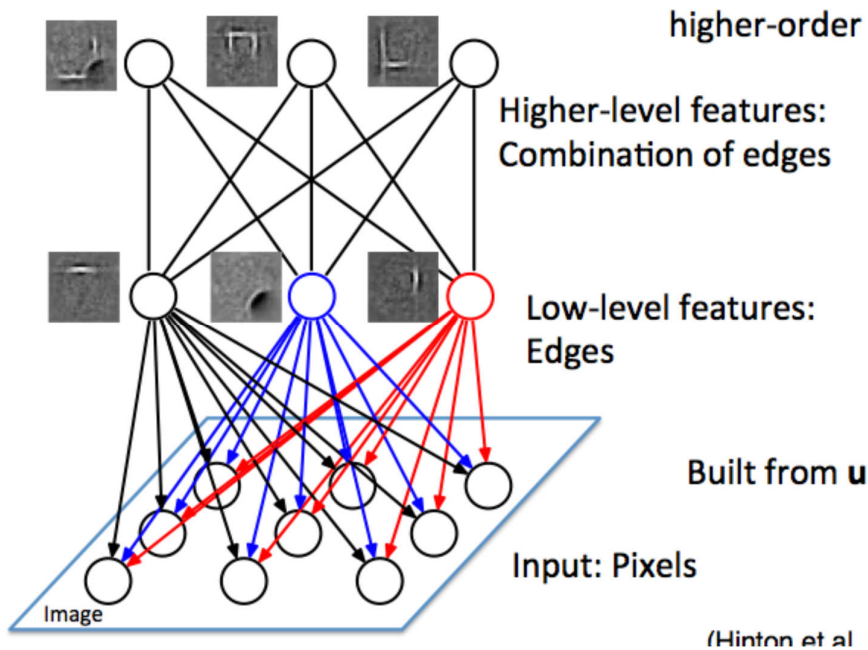 higher-order
Higher-level features:
Combination of edges
Low-level features:
Edges
Built from u
Input: Pixels
Image
(Hinton et al